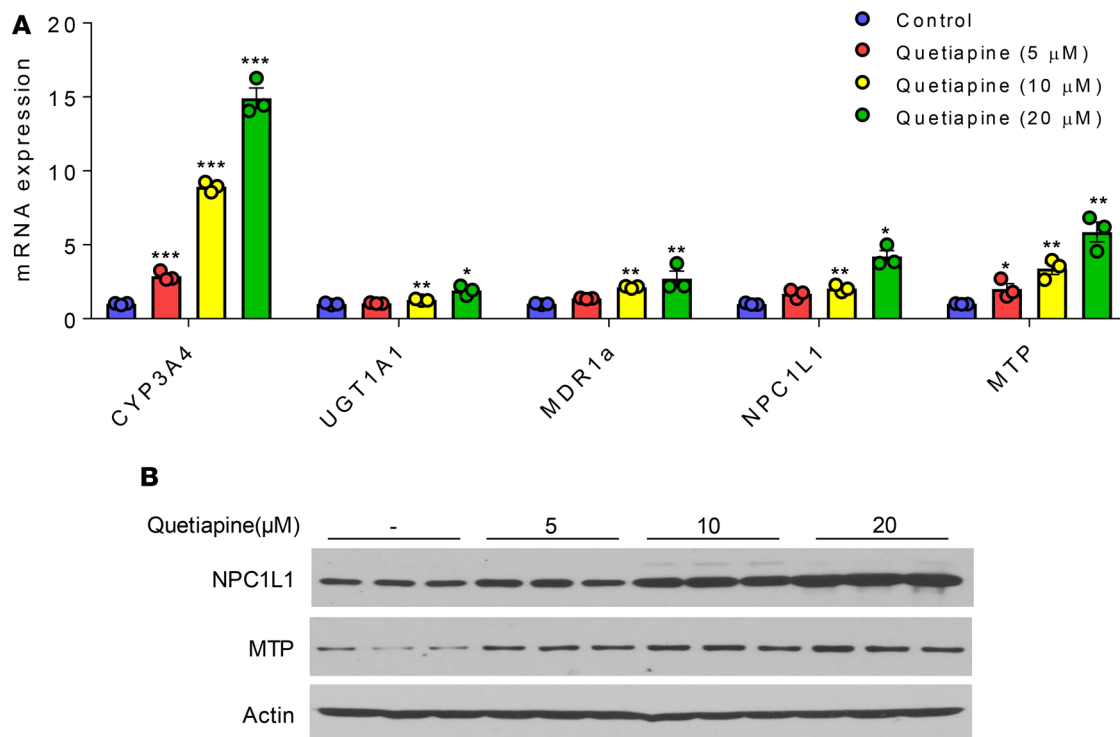 A
mRNA expression
20
15
10
5
0
Control
Quetiapine (5 μM)
Quetiapine (10 μM)
Quetiapine (20 μM)
***
***
***
**
*
**
**
**
*
*
**
**
CYP3A4
UGT1A1
MDR1a
NPC1L1
MTP
B
Quetiapine(μM) - 5 10 20
NPC1L1
MTP
Actin